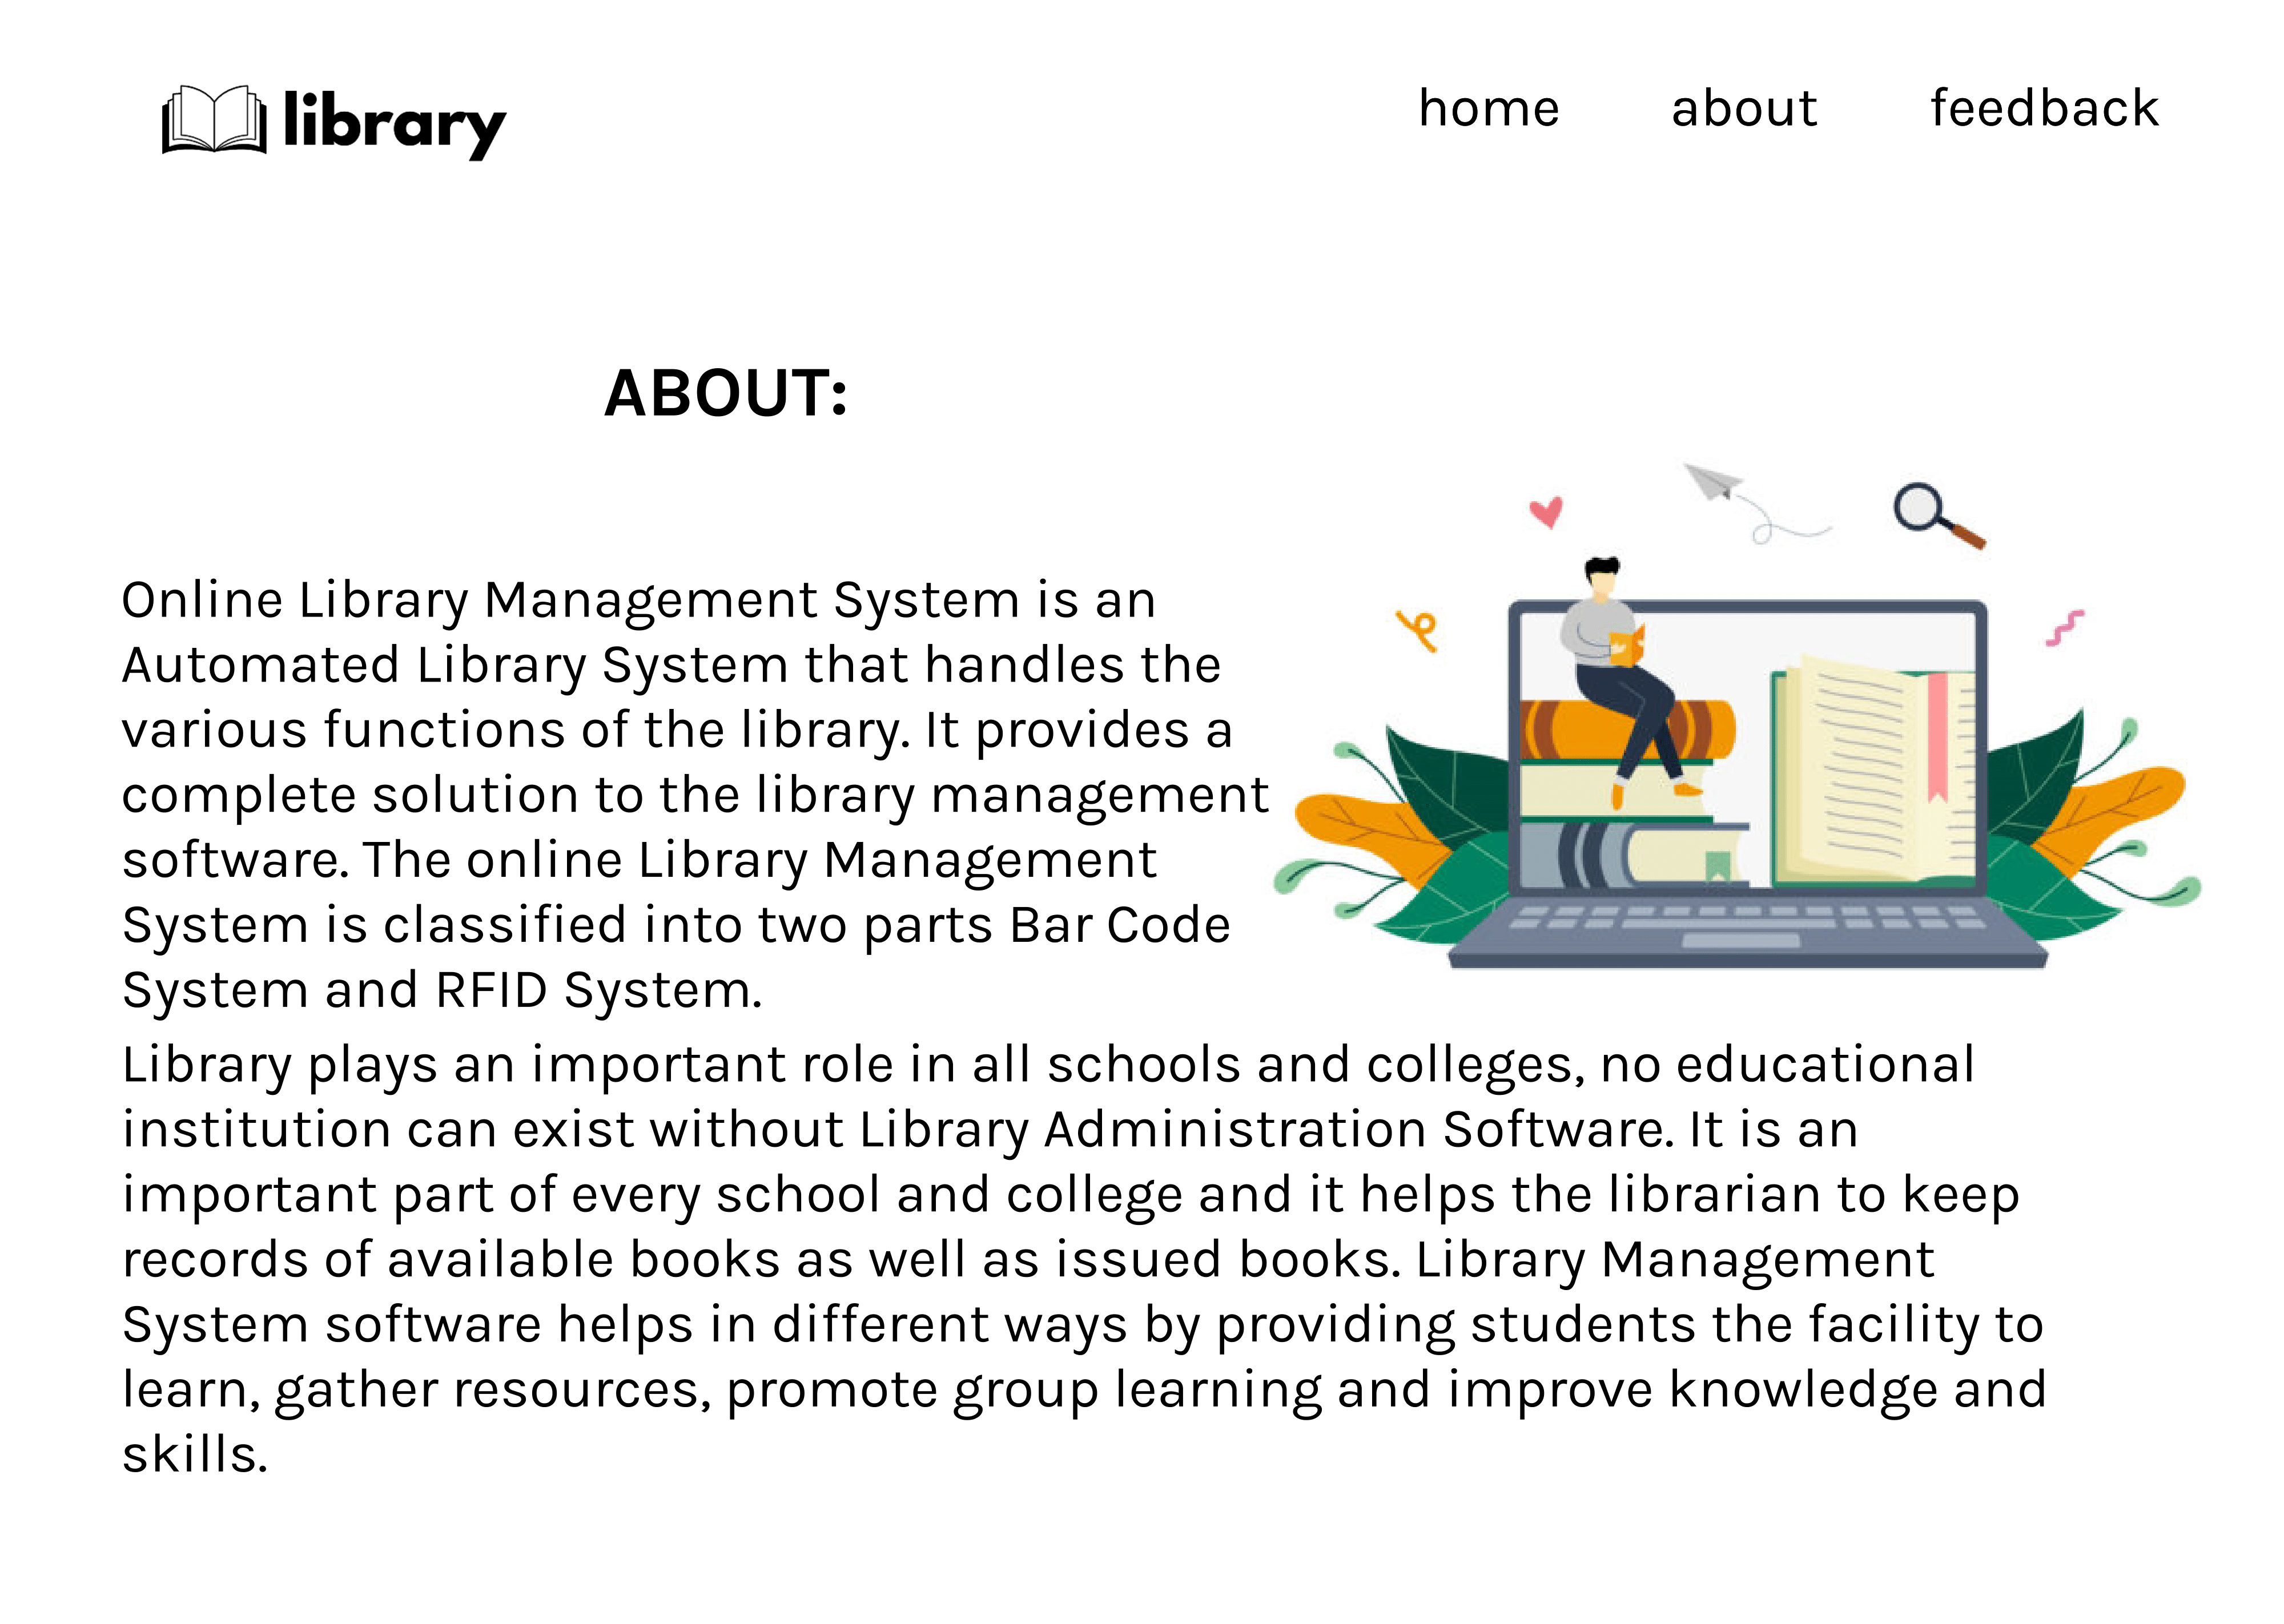 library
home about feedback
ABOUT:
Online Library Management System is an
Automated Library System that handles the
various functions of the library. It provides a
complete solution to the library management
software. The online Library Management
System is classified into two parts Bar Code
System and RFID System.
Library plays an important role in all schools and colleges, no educational
institution can exist without Library Administration Software. It is an
important part of every school and college and it helps the librarian to keep
records of available books as well as issued books. Library Management
System software helps in different ways by providing students the facility to
learn, gather resources, promote group learning and improve knowledge and
skills.